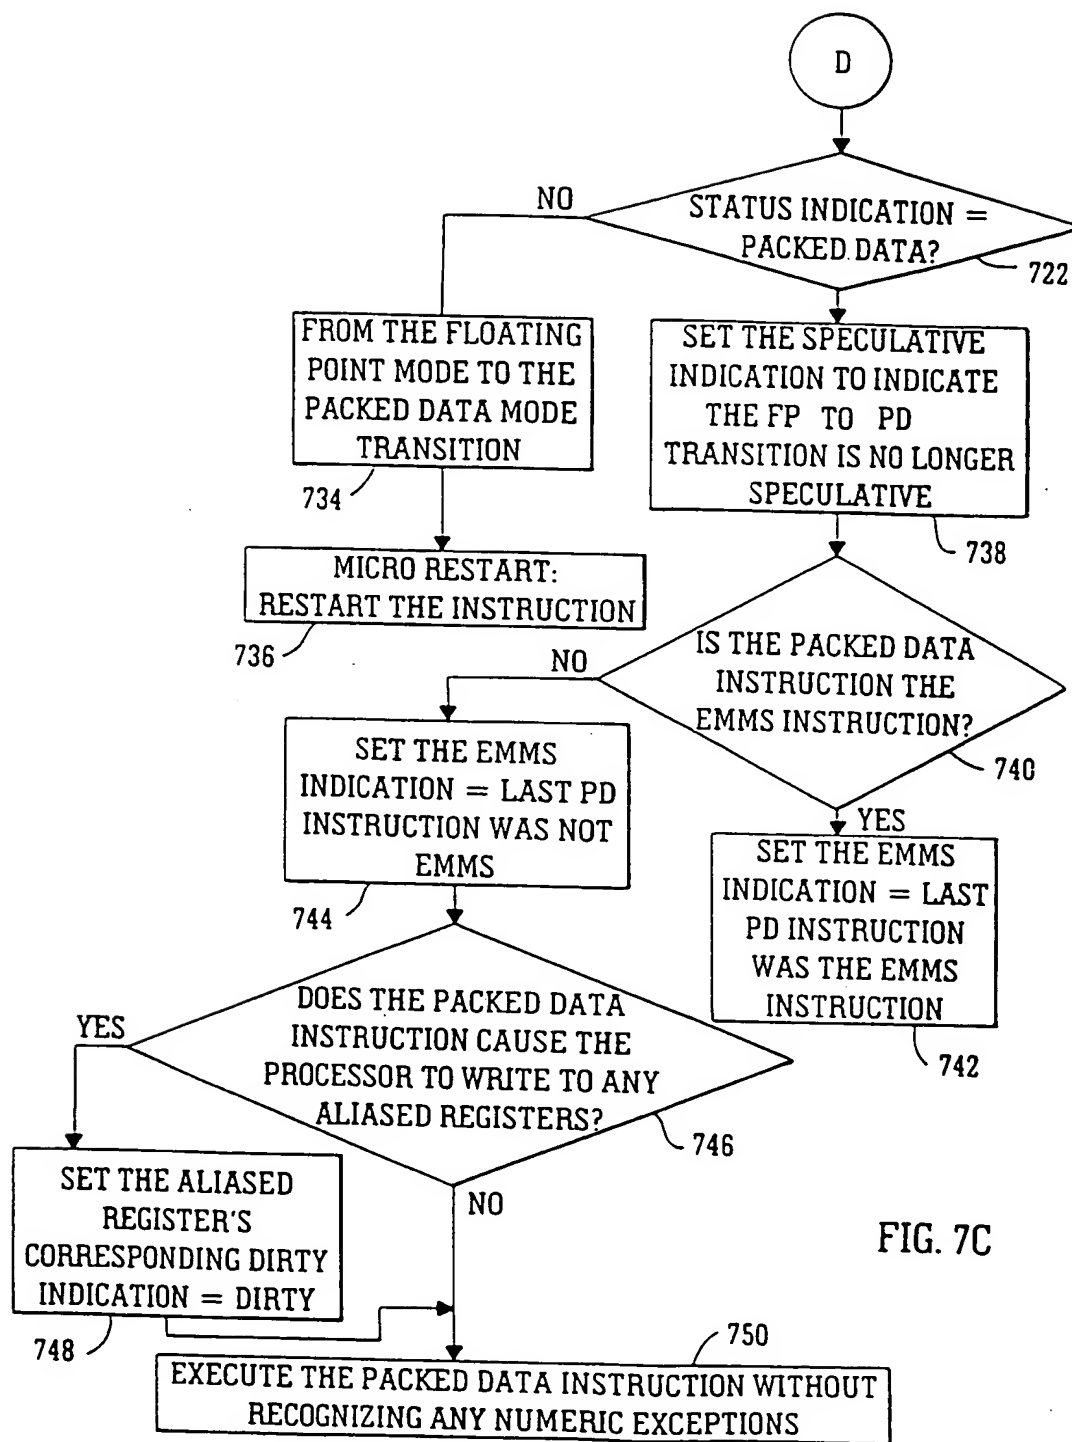 D
NO
STATUS INDICATION =
PACKED DATA?
722
FROM THE FLOATING
POINT MODE TO THE
PACKED DATA MODE
TRANSITION
734
SET THE SPECULATIVE
INDICATION TO INDICATE
THE FP TO PD
TRANSITION IS NO LONGER
SPECULATIVE
738
MICRO RESTART:
RESTART THE INSTRUCTION
736
NO
IS THE PACKED DATA
INSTRUCTION THE
EMMS INSTRUCTION?
740
YES
SET THE EMMS
INDICATION = LAST PD
INSTRUCTION WAS NOT
EMMS
744
SET THE EMMS
INDICATION = LAST
PD INSTRUCTION
WAS THE EMMS
INSTRUCTION
742
YES
DOES THE PACKED DATA
INSTRUCTION CAUSE THE
PROCESSOR TO WRITE TO ANY
ALIASED REGISTERS?
746
NO
SET THE ALIASED
REGISTER'S
CORRESPONDING DIRTY
INDICATION = DIRTY
748
FIG. 7C
750
EXECUTE THE PACKED DATA INSTRUCTION WITHOUT
RECOGNIZING ANY NUMERIC EXCEPTIONS